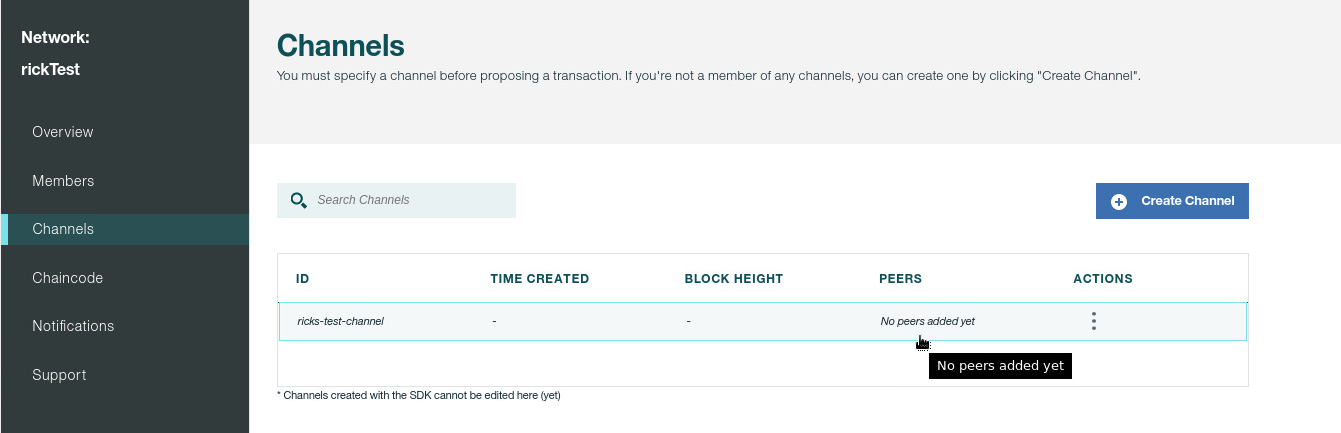 Network:
rickTest
Overview
Members
Channels
Chaincode
Notifications
Support
Channels
You must specify a channel before proposing a transaction. If you're not a member of any channels, you can create one by clicking "Create Channel".
Search Channels
Create Channel
ID TIME CREATED BLOCK HEIGHT PEERS ACTIONS
ricks-test-channel - - No peers added yet
No peers added yet
* Channels created with the SDK cannot be edited here (yet)